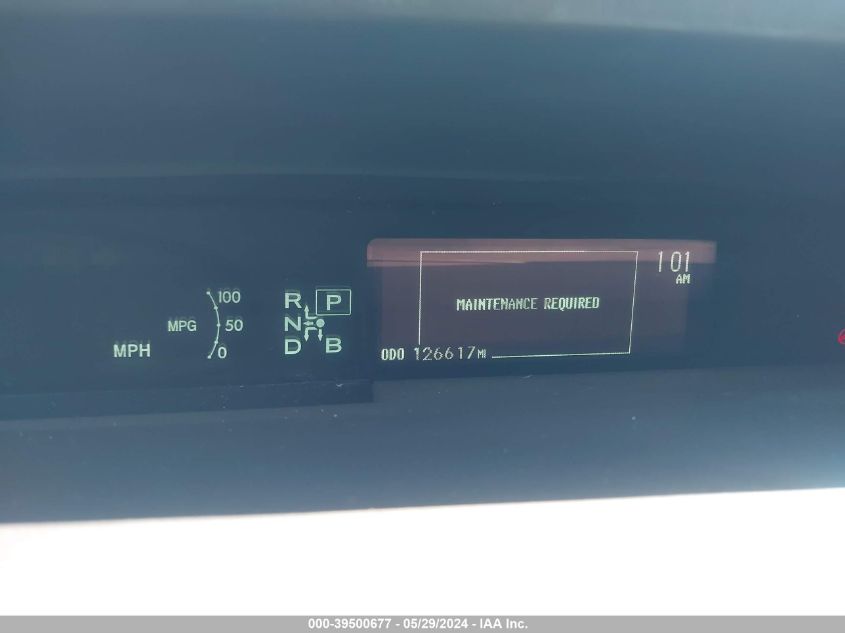 MPH
MPG
100
50
0
R P
N
D B
MAINTENANCE REQUIRED
1 01
AM
ODO 126617 MI
000-39500677 - 05/29/2024 - IAA Inc.